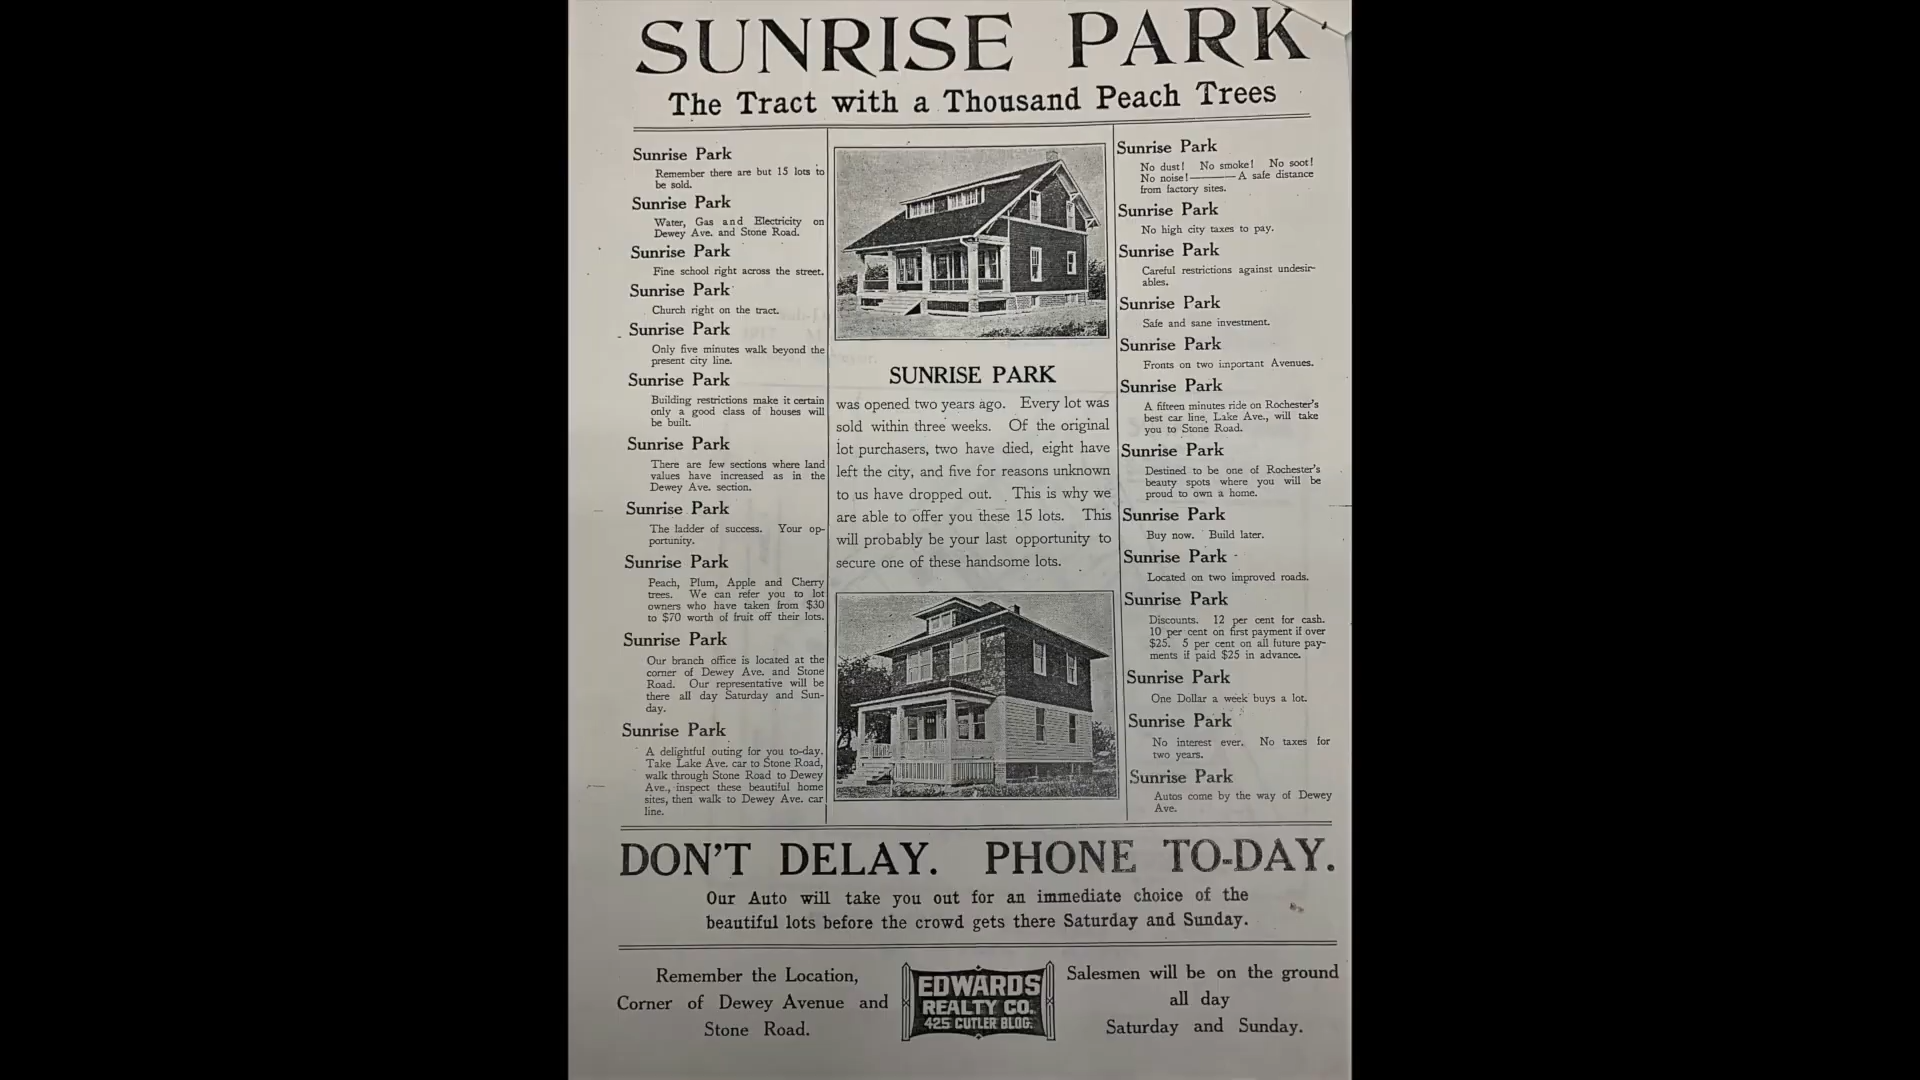 SUNRISE PARK
The Tract with a Thousand Peach Trees
Sunrise Park
Remember there are but 15 lots to
be sold.
Sunrise Park
Water, Gas and Electricity on
Dewey Ave. and Stone Road.
Sunrise Park
Fine school right across the street.
Sunrise Park
Church right on the tract.
Sunrise Park
Only five minutes walk beyond the
present city line.
Sunrise Park
Building restrictions make it certain
only a good class of houses will
be built.
Sunrise Park
There are few sections where land
values have increased as in the
Dewey Ave. section.
Sunrise Park
The ladder of success. Your op-
portunity.
Sunrise Park
Peach, Plum, Apple and Cherry
trees. We can refer you to lot
owners who have taken from $30
to $70 worth of fruit off their lots.
Sunrise Park
Our branch office is located at the
corner of Dewey Ave. and Stone
Road. Our representative will be
there all day Saturday and Sun-
day.
Sunrise Park
A delightful outing for you to-day.
Take Lake Ave. car to Stone Road,
walk through Stone Road to Dewey
Ave., inspect these beautiful home
sites, then walk to Dewey Ave. car
line.
SUNRISE PARK
was opened two years ago. Every lot was
sold within three weeks. Of the original
lot purchasers, two have died, eight have
left the city, and five for reasons unknown
to us have dropped out. This is why we
are able to offer you these 15 lots. This
will probably be your last opportunity to
secure one of these handsome lots.
Sunrise Park
No dust! No smoke! No soot!
No noise!———A safe distance
from factory sites.
Sunrise Park
No high city taxes to pay.
Sunrise Park
Careful restrictions against undesir-
ables.
Sunrise Park
Safe and sane investment.
Sunrise Park
Fronts on two important Avenues.
Sunrise Park
A fifteen minutes ride on Rochester's
best car line, Lake Ave., will take
you to Stone Road.
Sunrise Park
Destined to be one of Rochester's
beauty spots where you will be
proud to own a home.
Sunrise Park
Buy now. Build later.
Sunrise Park
Located on two improved roads.
Sunrise Park
Discounts. 12 per cent for cash.
10 per cent on first payment if over
$25. 5 per cent on all future pay-
ments if paid $25 in advance.
Sunrise Park
One Dollar a week buys a lot.
Sunrise Park
No interest ever. No taxes for
two years.
Sunrise Park
Autos come by the way of Dewey
Ave.
DON'T DELAY. PHONE TO-DAY.
Our Auto will take you out for an immediate choice of the
beautiful lots before the crowd gets there Saturday and Sunday.
Remember the Location,
Corner of Dewey Avenue and
Stone Road.
EDWARDS
REALTY CO.
425 CUTLER BLDG.
Salesmen will be on the ground
all day
Saturday and Sunday.